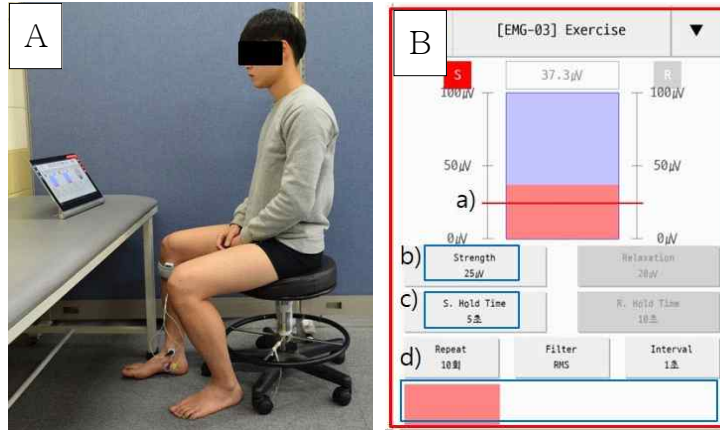 A
B
[EMG-03] Exercise
▼
S
37.3μV
R
100μV
100μV
50μV
50μV
a)
0μV
0μV
b)
Strength
25μV
Relaxation
20μV
c)
S. Hold Time
5초
R. Hold Time
10초
d)
Repeat
10회
Filter
RMS
Interval
1초